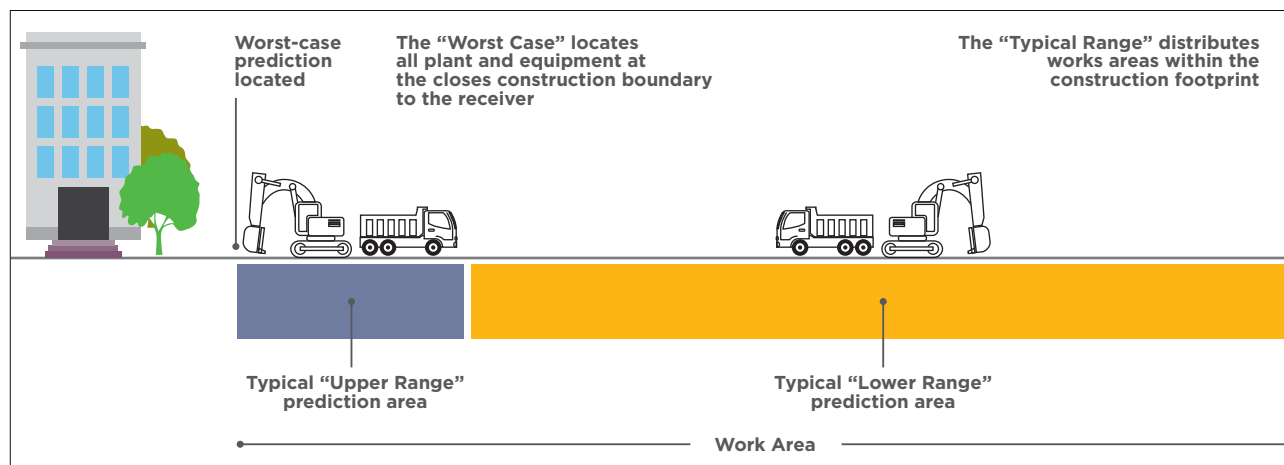 Worst-case
prediction
located
The “Worst Case” locates
all plant and equipment at
the closes construction boundary
to the receiver
The “Typical Range” distributes
works areas within the
construction footprint
Typical “Upper Range”
prediction area
Typical “Lower Range”
prediction area
Work Area